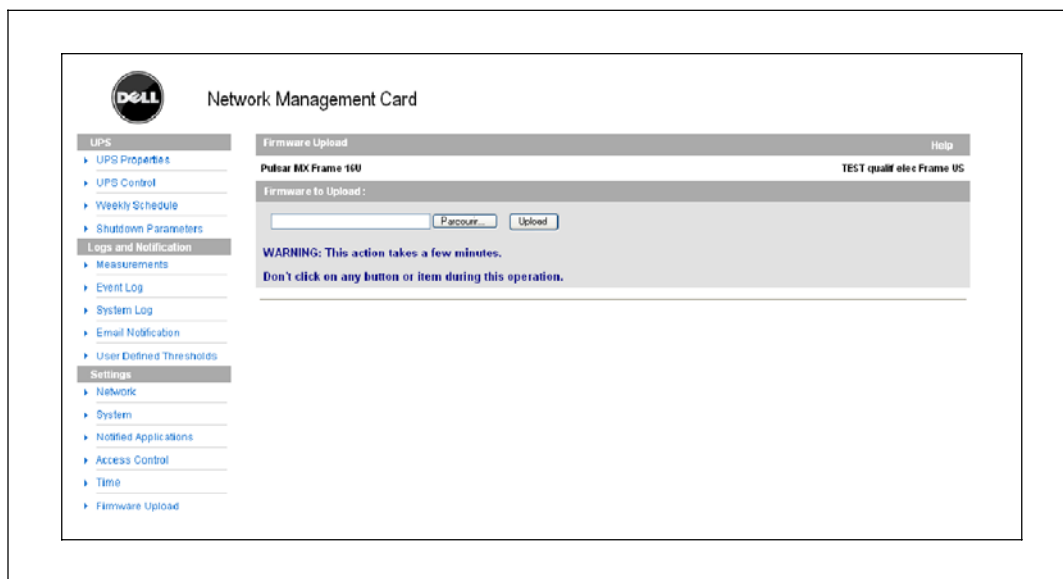 DELL
Network Management Card
UPS
UPS Properties
UPS Control
Weekly Schedule
Shutdown Parameters
Logs and Notification
Measurements
Event Log
System Log
Email Notification
User Defined Thresholds
Settings
Network
System
Notified Applications
Access Control
Time
Firmware Upload
Firmware Upload Help
Pulsar MX Frame 16U TEST qualif elec Frame US
Firmware to Upload :
Parcourir... Upload
WARNING: This action takes a few minutes.
Don't click on any button or item during this operation.